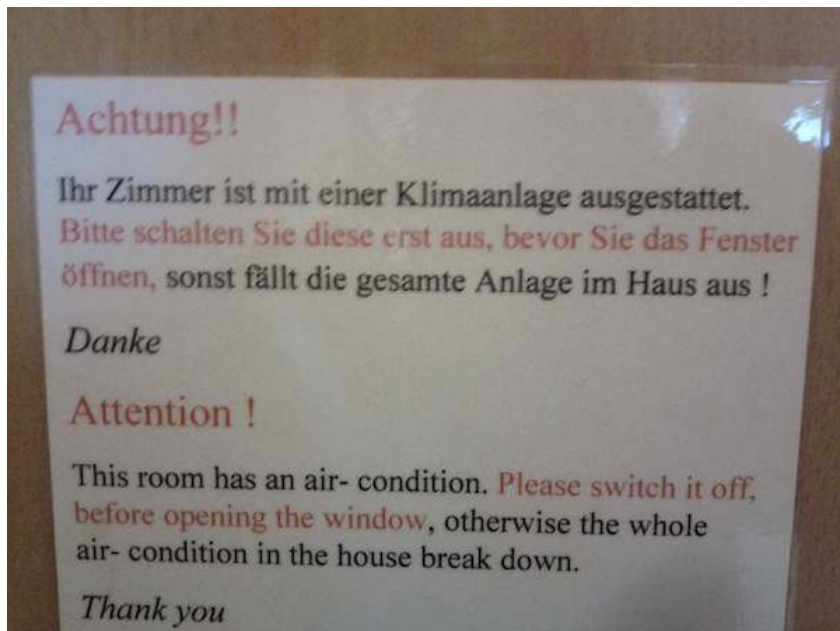 Achtung!!
Ihr Zimmer ist mit einer Klimaanlage ausgestattet.
Bitte schalten Sie diese erst aus, bevor Sie das Fenster
öffnen, sonst fällt die gesamte Anlage im Haus aus !
Danke
Attention !
This room has an air- condition. Please switch it off,
before opening the window, otherwise the whole
air- condition in the house break down.
Thank you